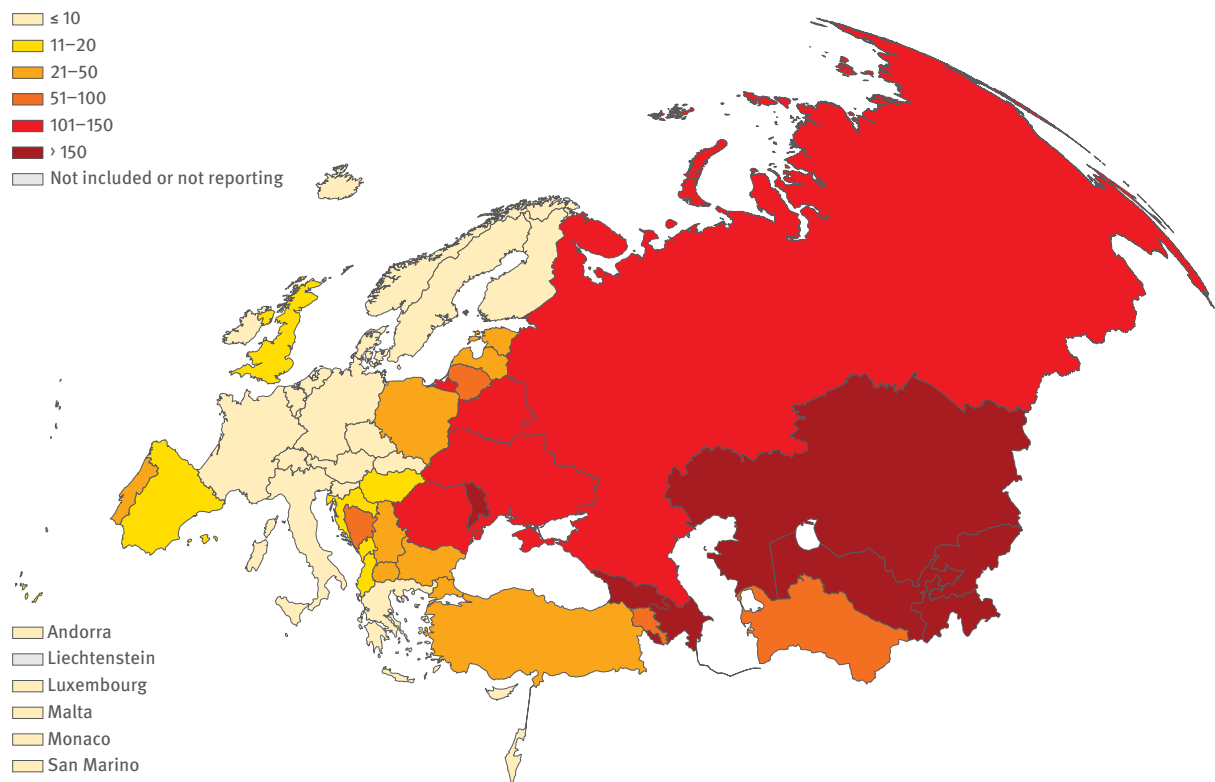 ≤ 10
11–20
21–50
51–100
101–150
› 150
Not included or not reporting
Andorra
Liechtenstein
Luxembourg
Malta
Monaco
San Marino